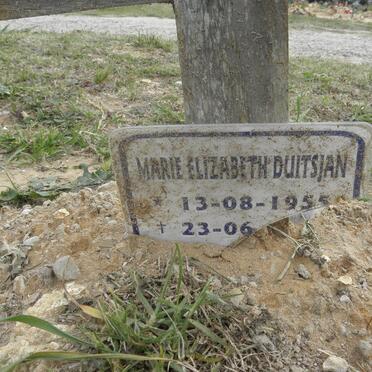 MARIE ELIZABETH DUITSJAN
* 13-08-1955
† 23-06